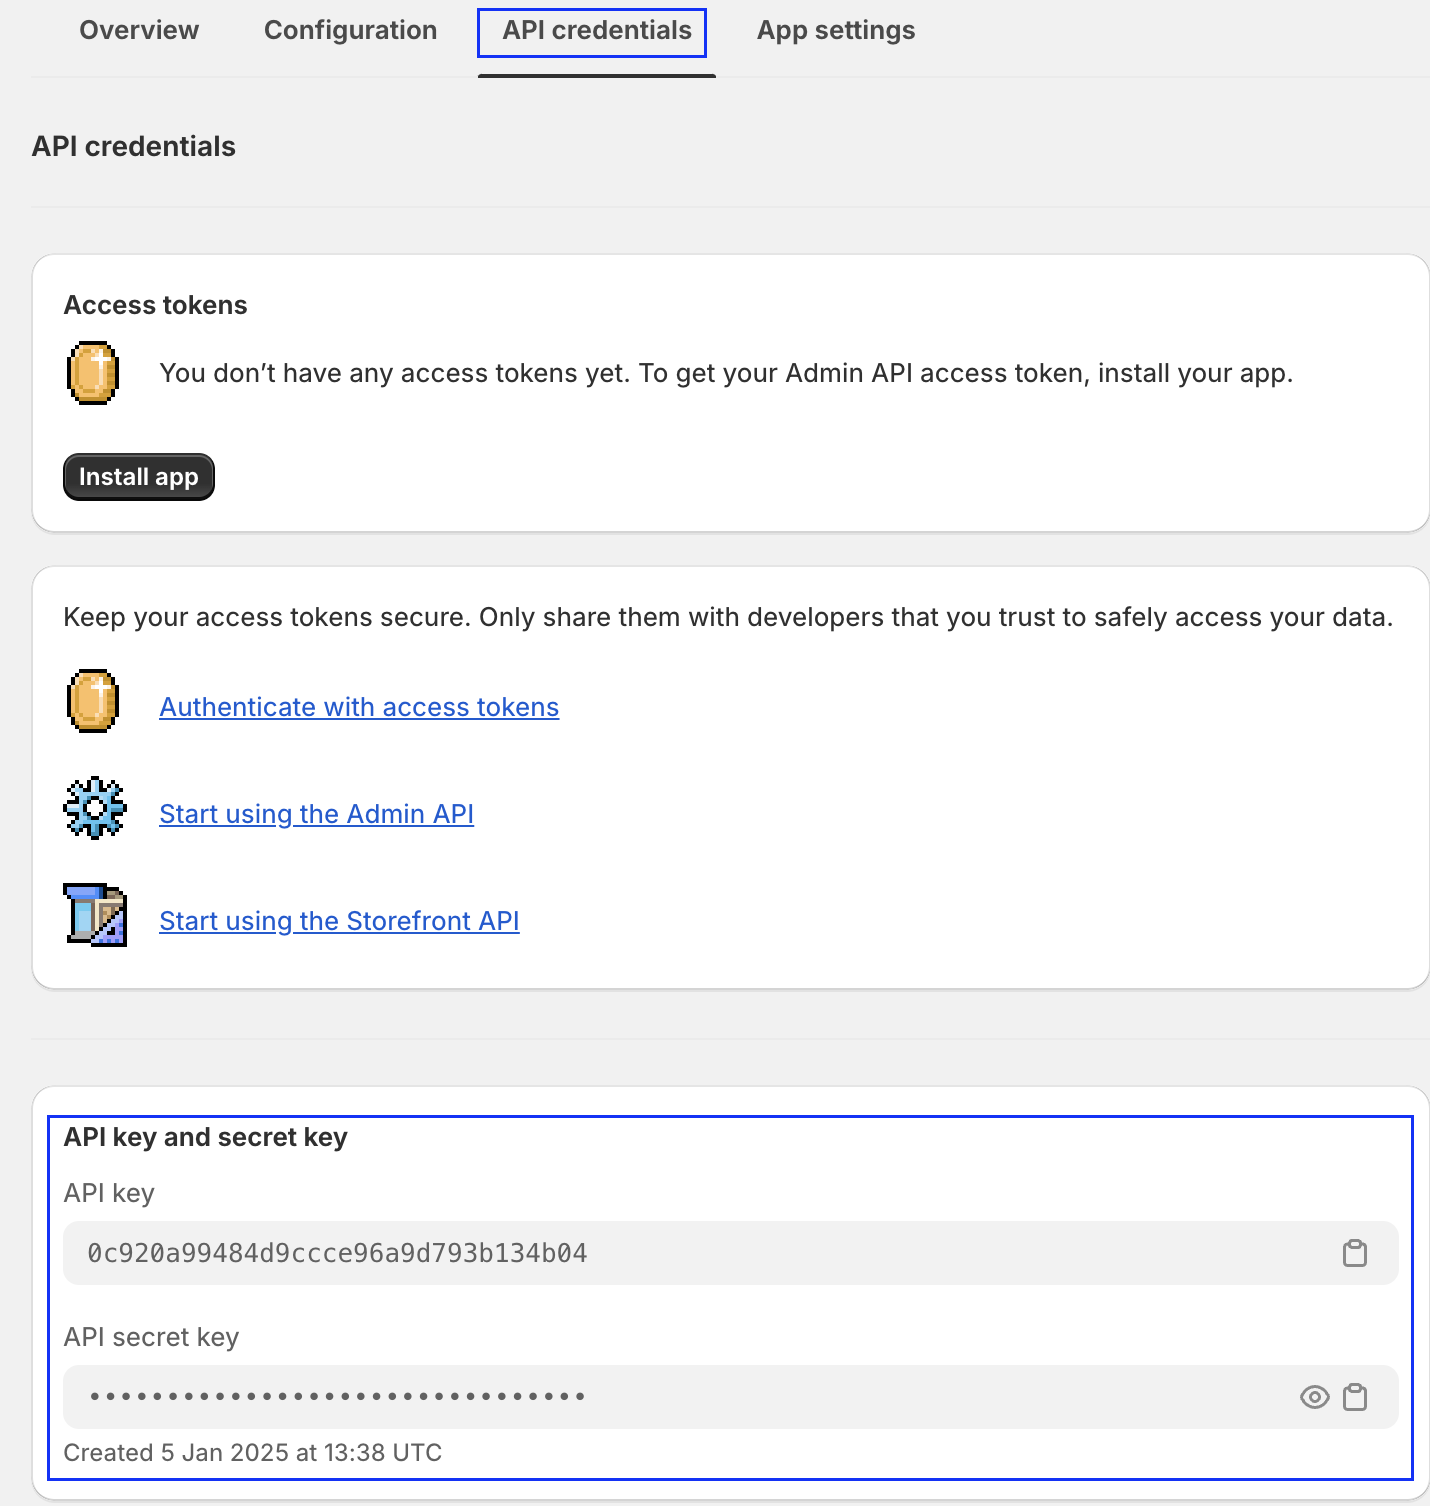 Overview Configuration API credentials App settings
API credentials
Access tokens
You don’t have any access tokens yet. To get your Admin API access token, install your app.
Install app
Keep your access tokens secure. Only share them with developers that you trust to safely access your data.
Authenticate with access tokens
Start using the Admin API
Start using the Storefront API
API key and secret key
API key
0c920a99484d9ccce96a9d793b134b04
API secret key
••••••••••••••••••••••••••••••••
Created 5 Jan 2025 at 13:38 UTC